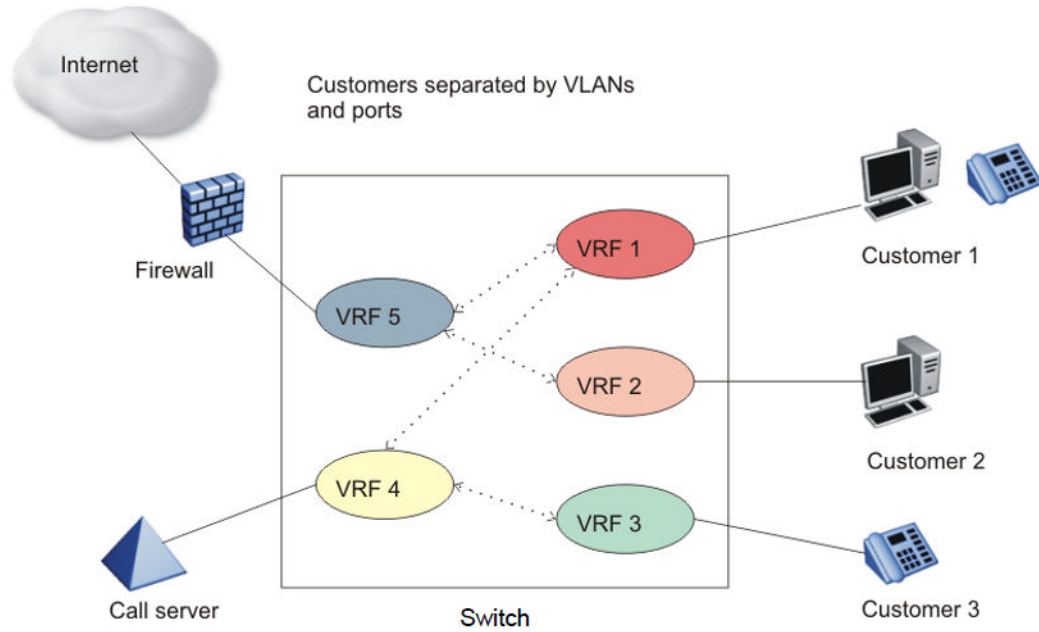 Internet
Customers separated by VLANs
and ports
Firewall
VRF 1
Customer 1
VRF 5
VRF 2
Customer 2
VRF 4
VRF 3
Call server
Customer 3
Switch